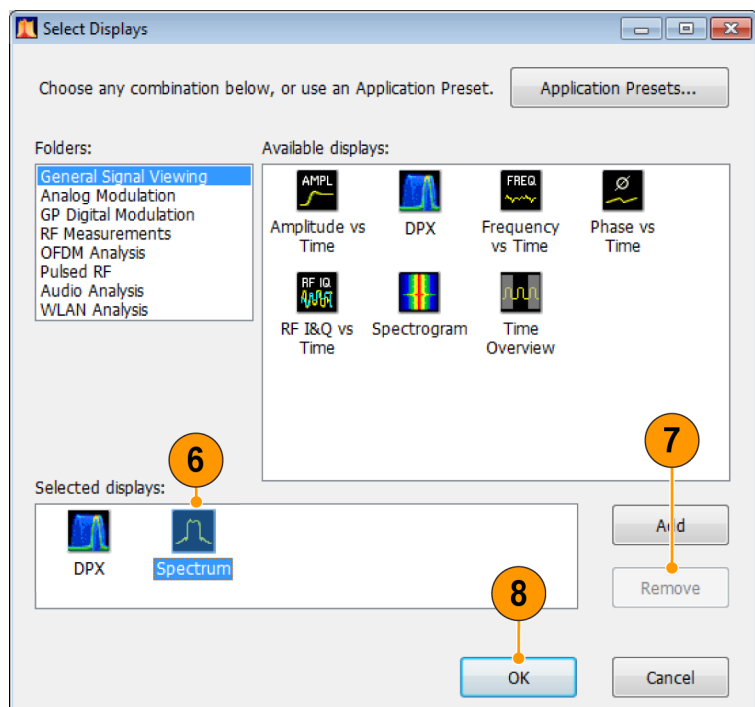 Select Displays
Choose any combination below, or use an Application Preset.
Application Presets...
Folders:
General Signal Viewing
Analog Modulation
GP Digital Modulation
RF Measurements
OFDM Analysis
Pulsed RF
Audio Analysis
WLAN Analysis
Available displays:
AMPL
Amplitude vs
Time
DPX
FREQ
Frequency
vs Time
Ø
Phase vs
Time
RF IQ
RF I&Q vs
Time
Spectrogram
Time
Overview
6
7
Selected displays:
DPX
Spectrum
Add
Remove
8
OK
Cancel